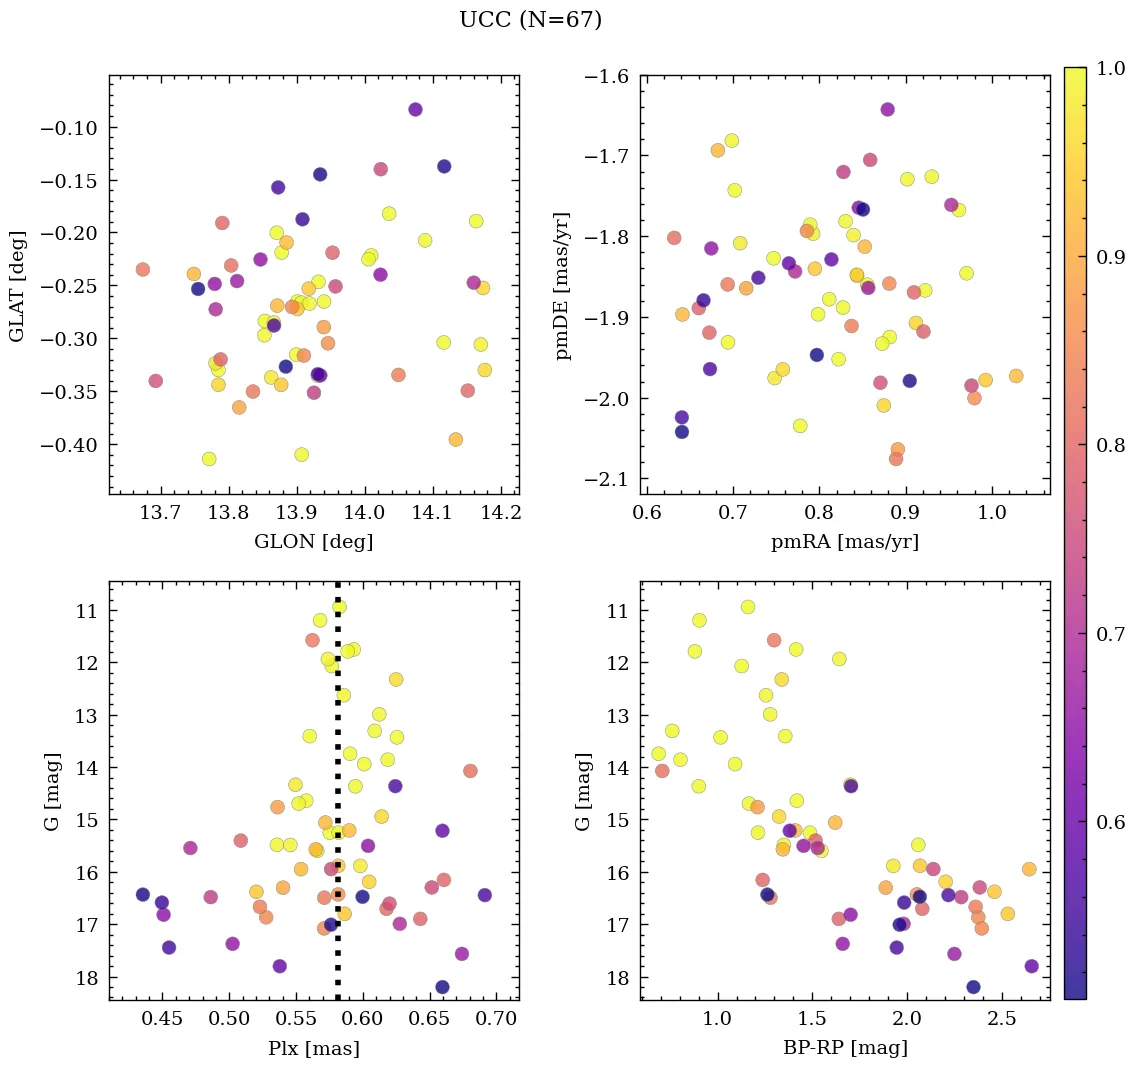 UCC (N=67)
−0.10
−0.15
−0.20
−0.25
−0.30
−0.35
−0.40
GLAT [deg]
13.7 13.8 13.9 14.0 14.1 14.2
GLON [deg]
−1.6
−1.7
−1.8
−1.9
−2.0
−2.1
pmDE [mas/yr]
0.6 0.7 0.8 0.9 1.0
pmRA [mas/yr]
11
12
13
14
15
16
17
18
G [mag]
0.45 0.50 0.55 0.60 0.65 0.70
Plx [mas]
11
12
13
14
15
16
17
18
G [mag]
1.0 1.5 2.0 2.5
BP-RP [mag]
1.0
0.9
0.8
0.7
0.6